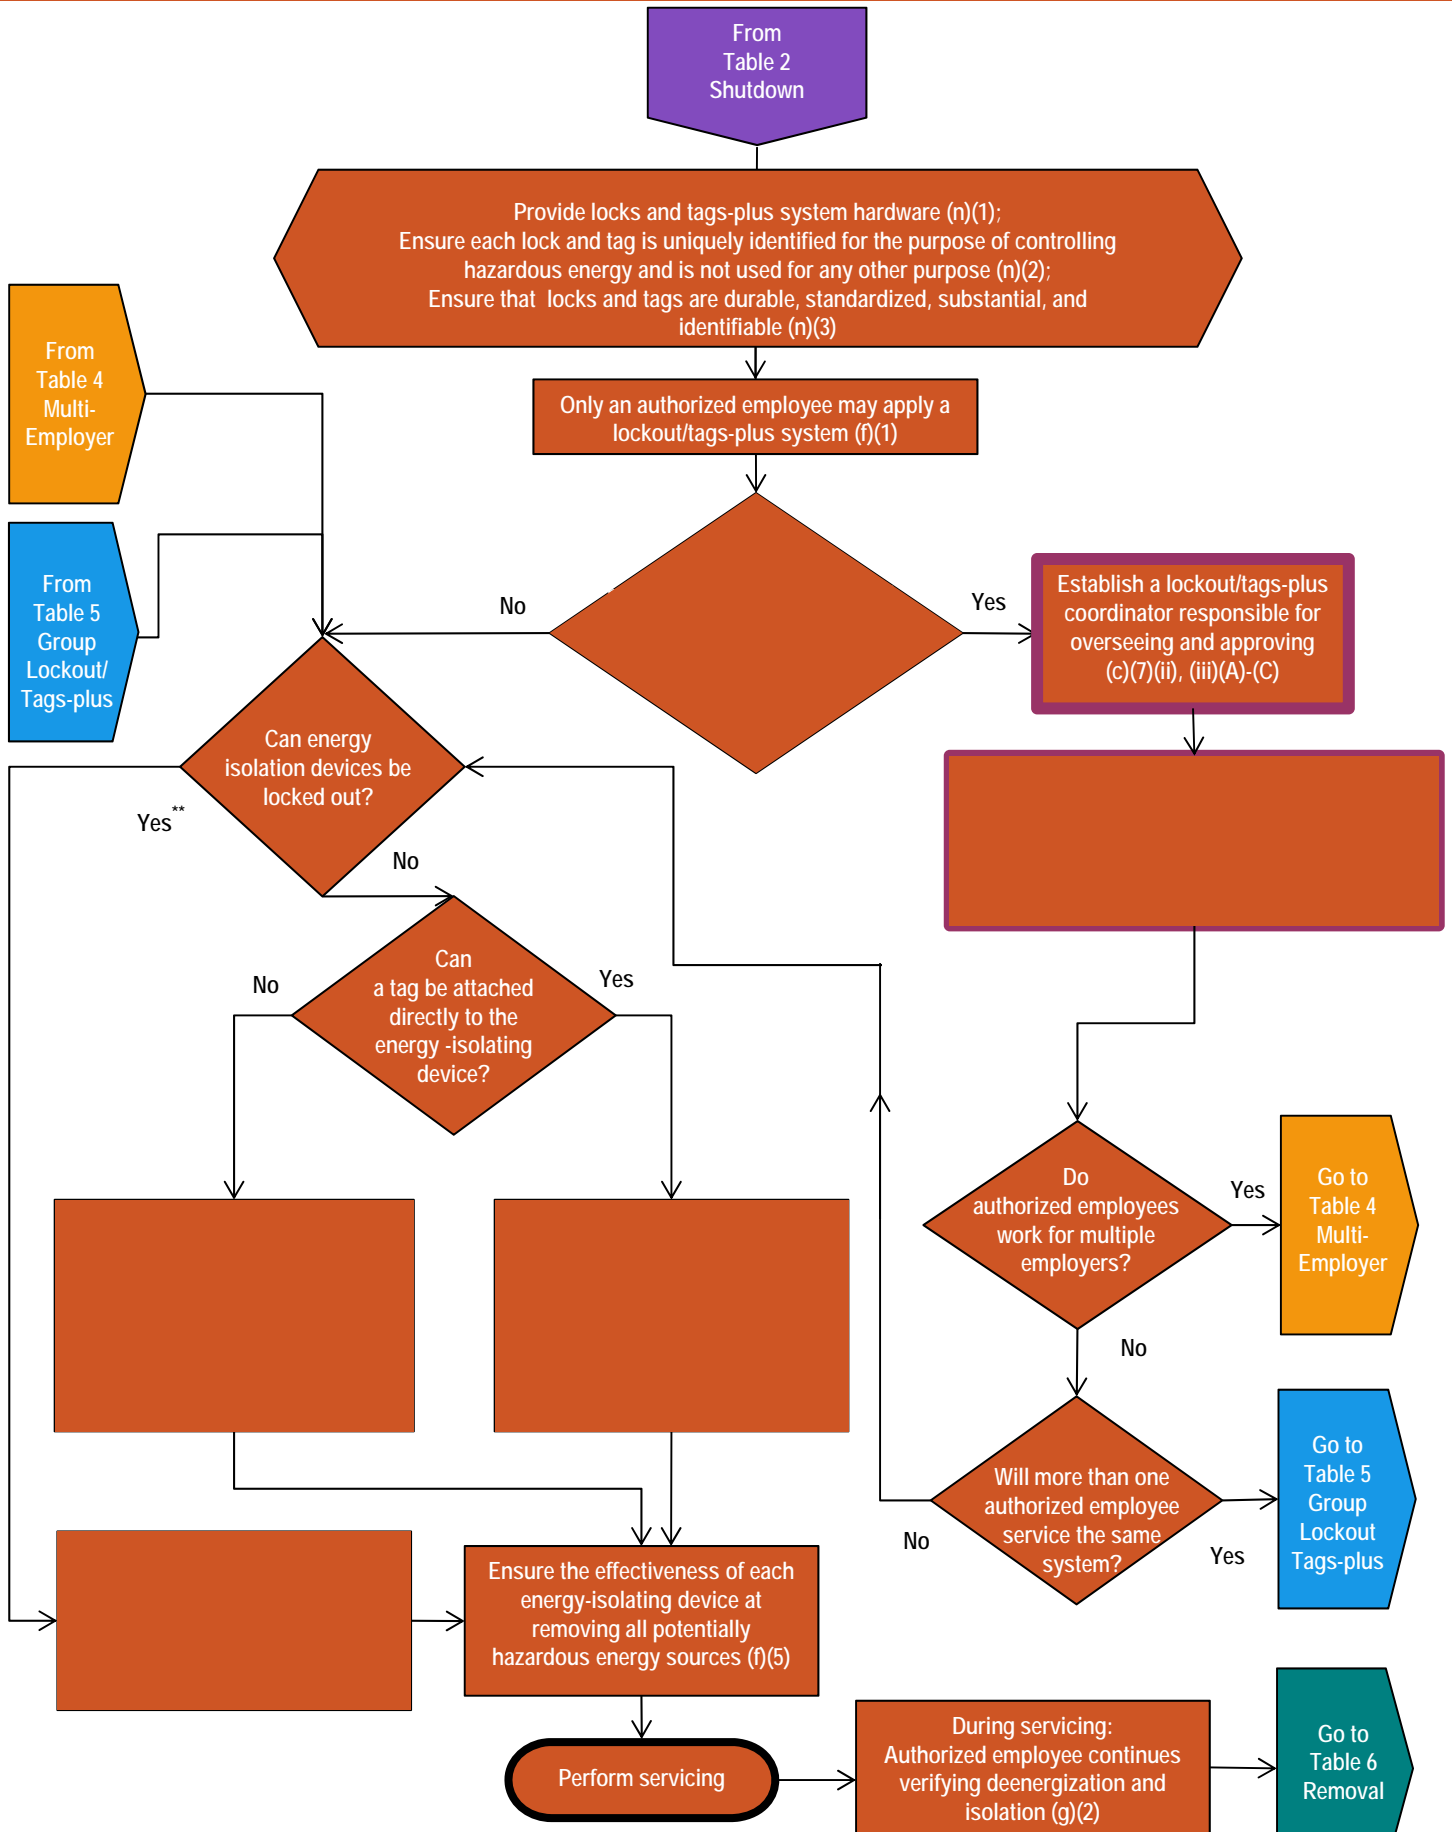 From
Table 2
Shutdown
Provide locks and tags-plus system hardware (n)(1);
Ensure each lock and tag is uniquely identified for the purpose of controlling
hazardous energy and is not used for any other purpose (n)(2);
Ensure that locks and tags are durable, standardized, substantial, and
identifiable (n)(3)
From
Table 4
Multi-
Employer
Only an authorized employee may apply a
lockout/tags-plus system (f)(1)
From
Table 5
Group
Lockout/
Tags-plus
No
Yes
Establish a lockout/tags-plus
coordinator responsible for
overseeing and approving
(c)(7)(ii), (iii)(A)-(C)
Can energy
isolation devices be
locked out?
Yes**
No
Can
a tag be attached
directly to the
energy -isolating
device?
No
Yes
Do
authorized employees
work for multiple
employers?
Yes
Go to
Table 4
Multi-
Employer
No
Will more than one
authorized employee
service the same
system?
No
Yes
Go to
Table 5
Group
Lockout
Tags-plus
Ensure the effectiveness of each
energy-isolating device at
removing all potentially
hazardous energy sources (f)(5)
Perform servicing
During servicing:
Authorized employee continues
verifying deenergization and
isolation (g)(2)
Go to
Table 6
Removal